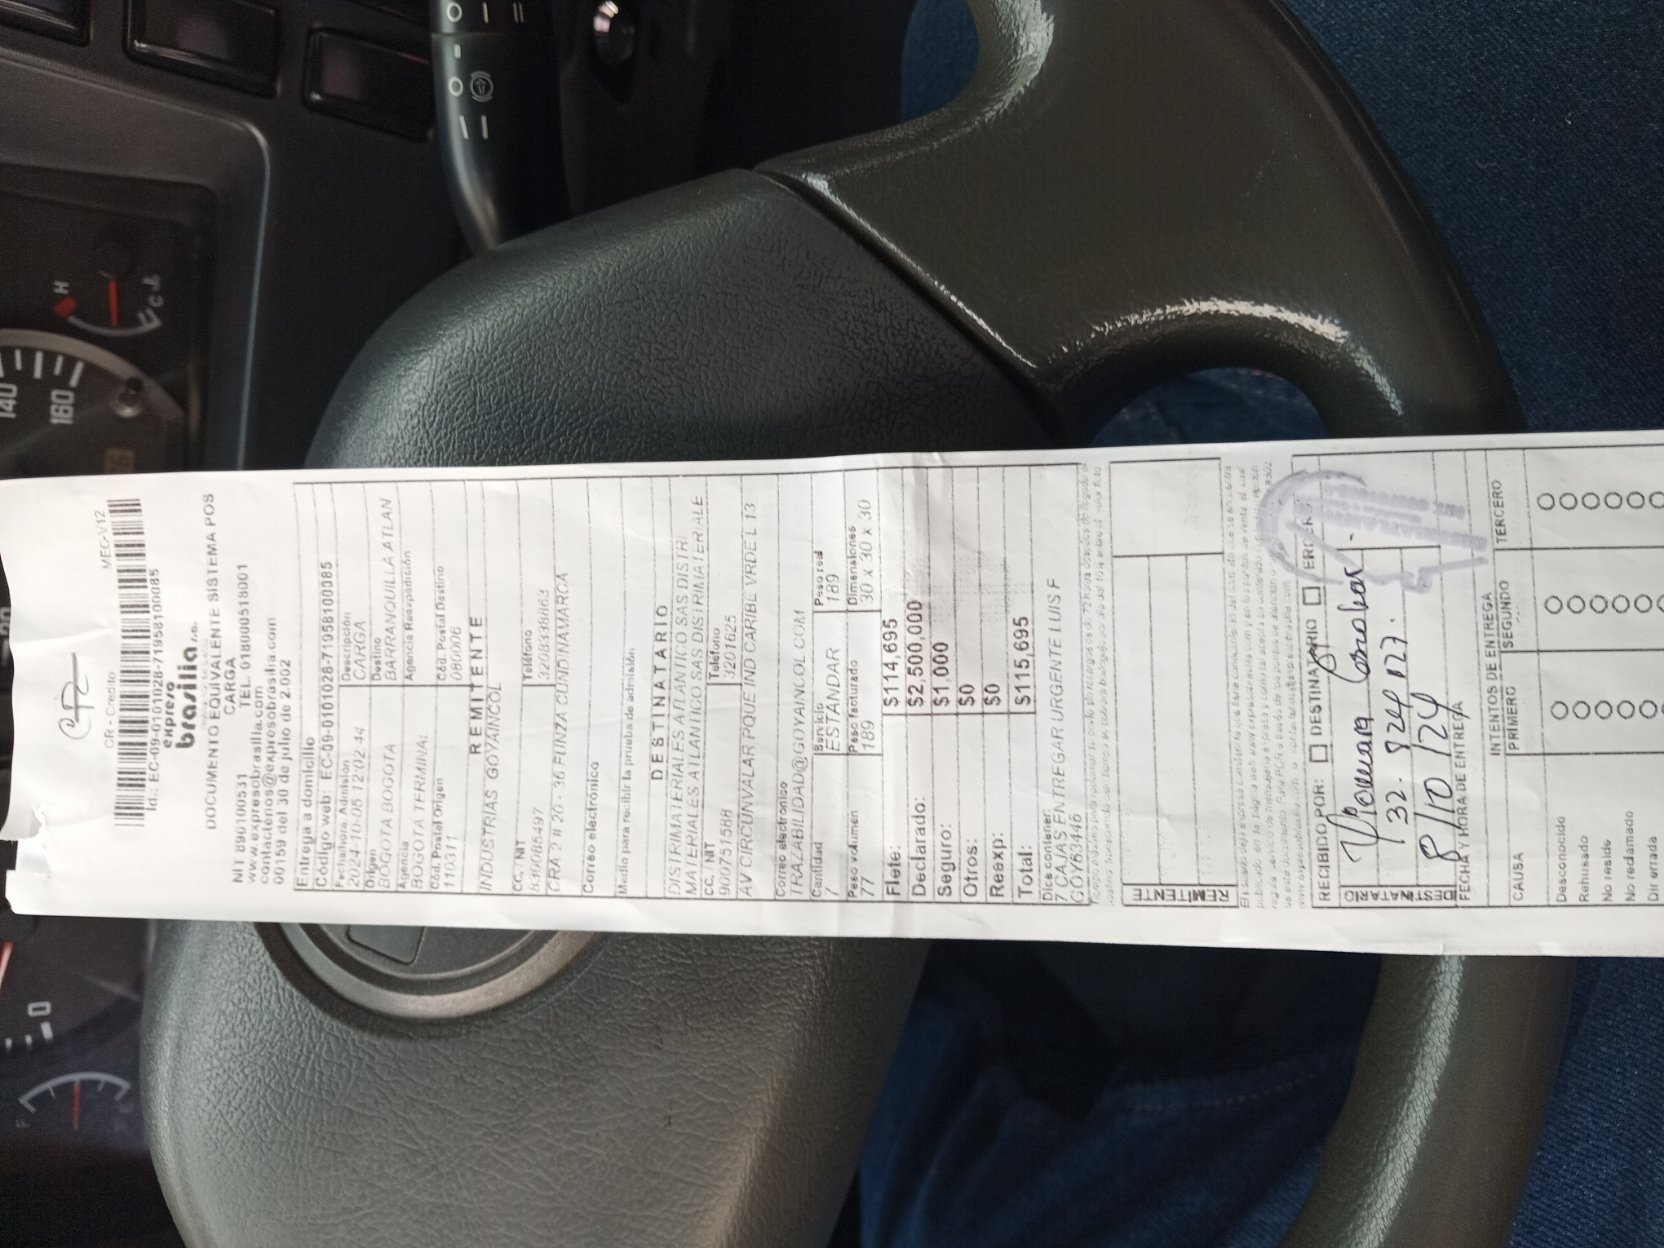 CR - Credito
MEC-V12
Id.: EC-09-0101028-7195810​0085
expreso
brasilia s.a.
DOCUMENTO EQUIVALENTE SISTEMA POS
CARGA
NIT 890100531 TEL. 018000518001
www.expresobrasilia.com
contactenos@expresobrasilia.com
00159 del 30 de julio de 2.002
Entrega a domicilio
Código web: EC-09-0101028-71958100085
Fecha/hora, Admisión Descripción
2024-10-05 12:02:44 CARGA
Origen Destino
BOGOTA BOGOTA BARRANQUILLA ATLAN
Agencia Agencia Reexpedición
BOGOTA TERMINAL
Cód. Postal Origen Cód. Postal Destino
110311 080006
REMITENTE
INDUSTRIAS GOYAINCOL
CC, NIT Teléfono
830085497 3208338663
CRA 2 # 20 - 36 FUNZA CUNDINAMARCA
Correo electrónico
Medio para recibir la prueba de admisión
DESTINATARIO
DISTRIMATERIALES ATLANTICO SAS DISTRI
MATERIALES ATLANTICO SAS DISTRIMATERIALE
CC, NIT Teléfono
900751588 3201625
AV CIRCUNVALAR PQUE IND CARIBE VRDEL 13
Correo electrónico
TRAZABILIDAD@GOYAINCOL.COM
Cantidad Servicio Peso real
7 ESTANDAR 189
Peso volumen Peso facturado Dimensiones
77 189 30 x 30 x 30
Flete: $114,695
Declarado: $2,500,000
Seguro: $1,000
Otros: $0
Reexp: $0
Total: $115,695
Dice contener:
7 CAJAS ENTREGAR URGENTE LUIS F
GOY63446
REMITENTE
RECIBIDO POR: DESTINATARIO
DESTINATARIO
32.824127.
8/10/24
FECHA Y HORA DE ENTREGA
INTENTOS DE ENTREGA
CAUSA PRIMERO SEGUNDO TERCERO
Desconocido
Rehusado
No reside
No reclamado
Dir errada
140
160
H
C
F